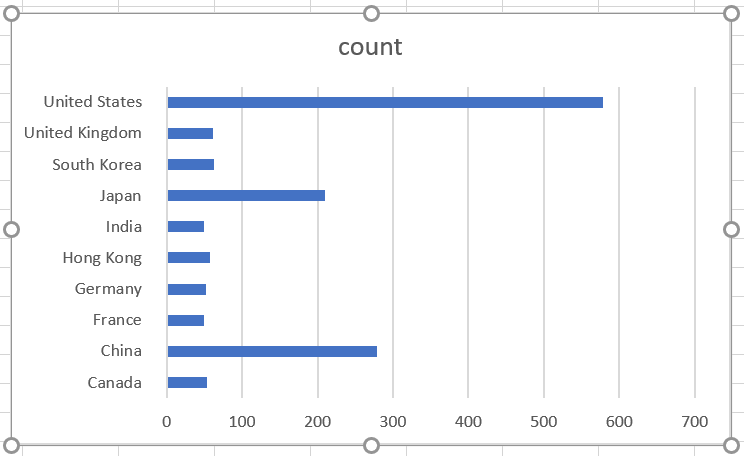 count
United States
United Kingdom
South Korea
Japan
India
Hong Kong
Germany
France
China
Canada
0 100 200 300 400 500 600 700